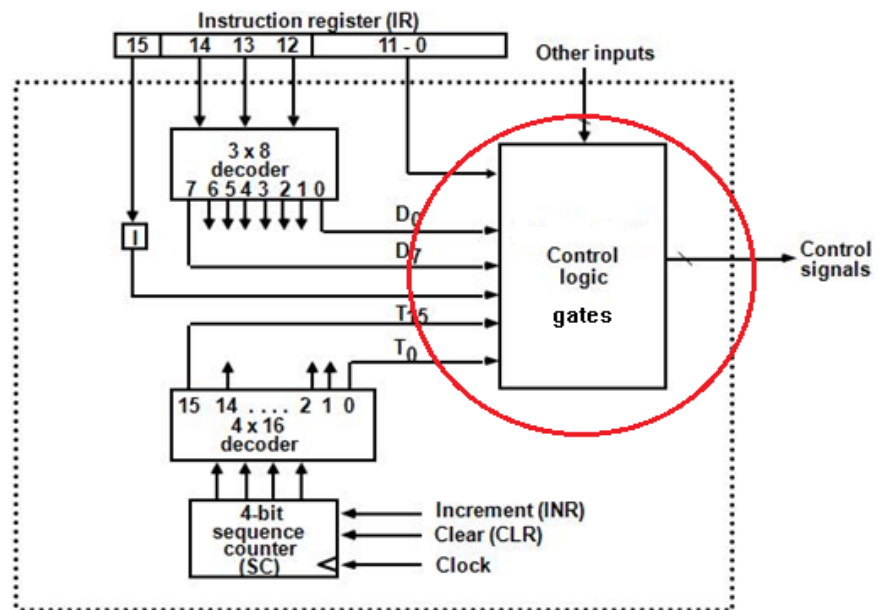 Instruction register (IR)
15 14 13 12 11 - 0
Other inputs
3 x 8
decoder
7 6 5 4 3 2 1 0
I
D0
D7
T15
T0
Control
logic
gates
Control
signals
15 14 . . . . 2 1 0
4 x 16
decoder
4-bit
sequence
counter
(SC)
Increment (INR)
Clear (CLR)
Clock